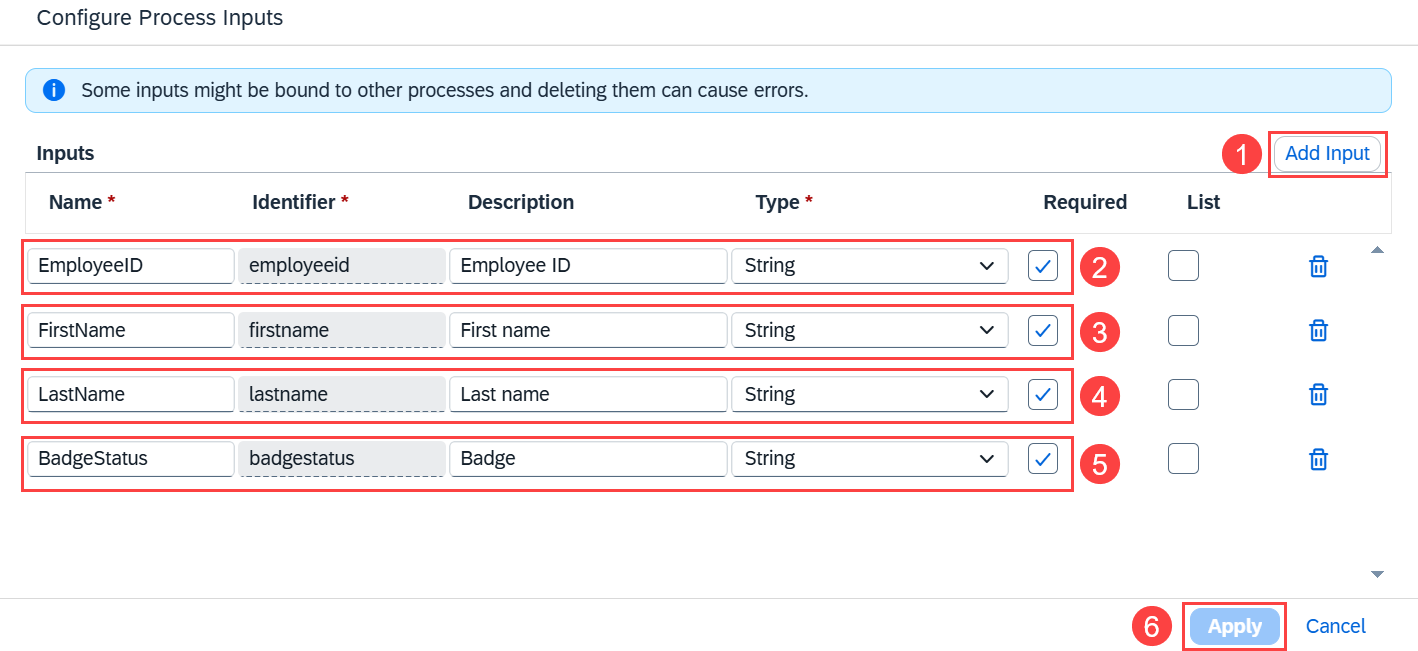 Configure Process Inputs
i Some inputs might be bound to other processes and deleting them can cause errors.
Inputs 1 Add Input
Name * Identifier * Description Type * Required List
EmployeeID employeeid Employee ID String 2
FirstName firstname First name String 3
LastName lastname Last name String 4
BadgeStatus badgestatus Badge String 5
6 Apply Cancel